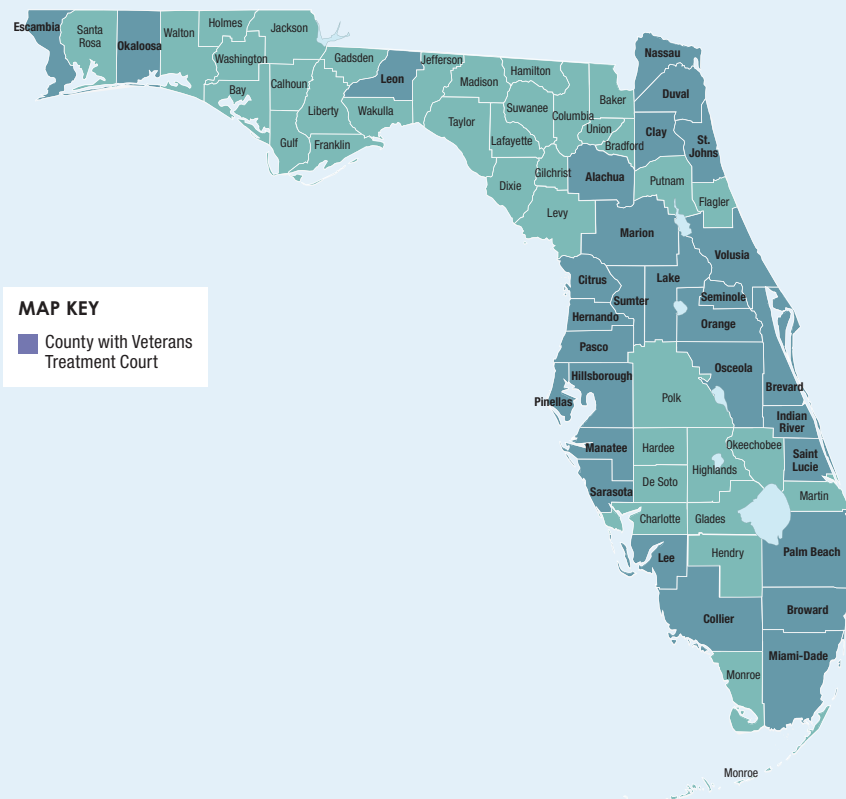 Escambia
Santa
Rosa
Okaloosa
Walton
Holmes
Jackson
Washington
Bay
Calhoun
Gulf
Liberty
Franklin
Gadsden
Leon
Wakulla
Jefferson
Madison
Taylor
Hamilton
Suwanee
Lafayette
Columbia
Dixie
Gilchrist
Levy
Baker
Union
Bradford
Alachua
Nassau
Duval
Clay
St.
Johns
Putnam
Flagler
Marion
Volusia
Citrus
Sumter
Lake
Seminole
Hernando
Orange
Pasco
Osceola
Hillsborough
Pinellas
Polk
Brevard
Indian
River
Manatee
Hardee
Highlands
Okeechobee
Saint
Lucie
Sarasota
De Soto
Martin
Charlotte
Glades
Lee
Hendry
Palm Beach
Collier
Broward
Miami-Dade
Monroe
Monroe
MAP KEY
County with Veterans
Treatment Court